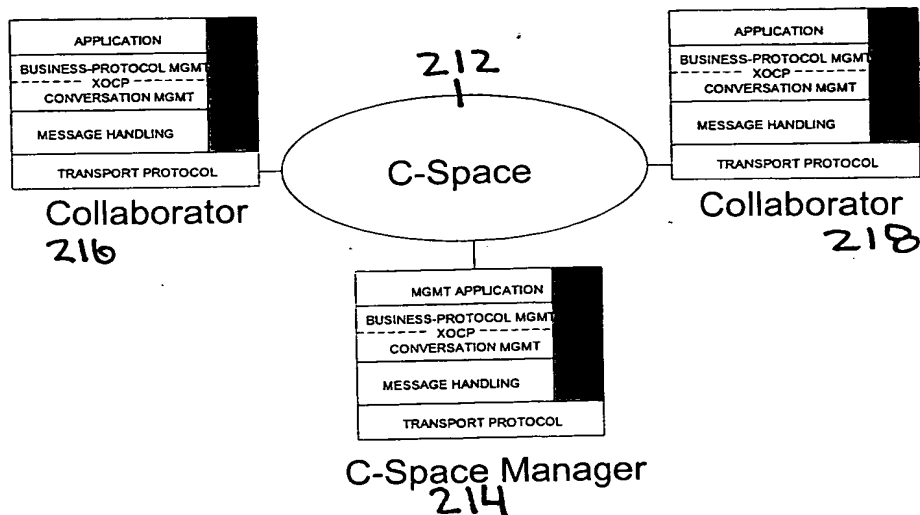 APPLICATION
BUSINESS-PROTOCOL MGMT
XOCP
CONVERSATION MGMT
MESSAGE HANDLING
TRANSPORT PROTOCOL
Collaborator
216
212
C-Space
APPLICATION
BUSINESS-PROTOCOL MGMT
XOCP
CONVERSATION MGMT
MESSAGE HANDLING
TRANSPORT PROTOCOL
Collaborator
218
MGMT APPLICATION
BUSINESS-PROTOCOL MGMT
XOCP
CONVERSATION MGMT
MESSAGE HANDLING
TRANSPORT PROTOCOL
C-Space Manager
214